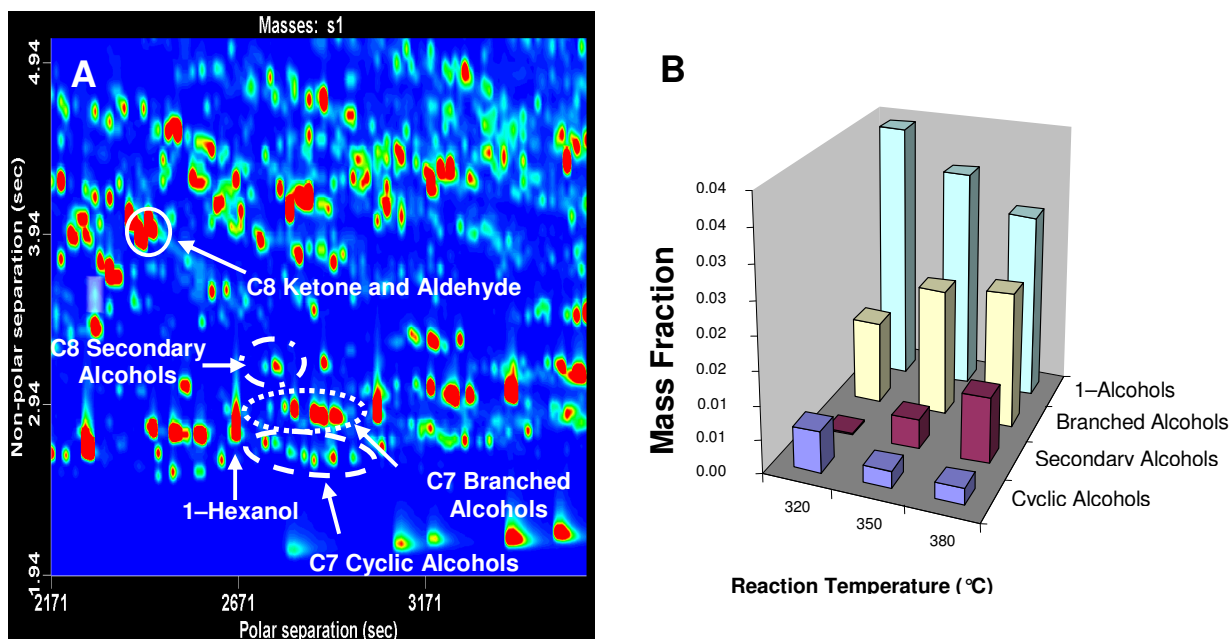 Masses: s1
A
4.94
3.94
2.94
1.94
Non-polar separation (sec)
C8 Ketone and Aldehyde
C8 Secondary
Alcohols
1–Hexanol
C7 Branched
Alcohols
C7 Cyclic Alcohols
2171
2671
3171
Polar separation (sec)
B
0.04
0.04
0.03
0.03
0.02
0.02
0.01
0.01
0.00
Mass Fraction
1–Alcohols
Branched Alcohols
Secondary Alcohols
Cyclic Alcohols
320
350
380
Reaction Temperature (°C)